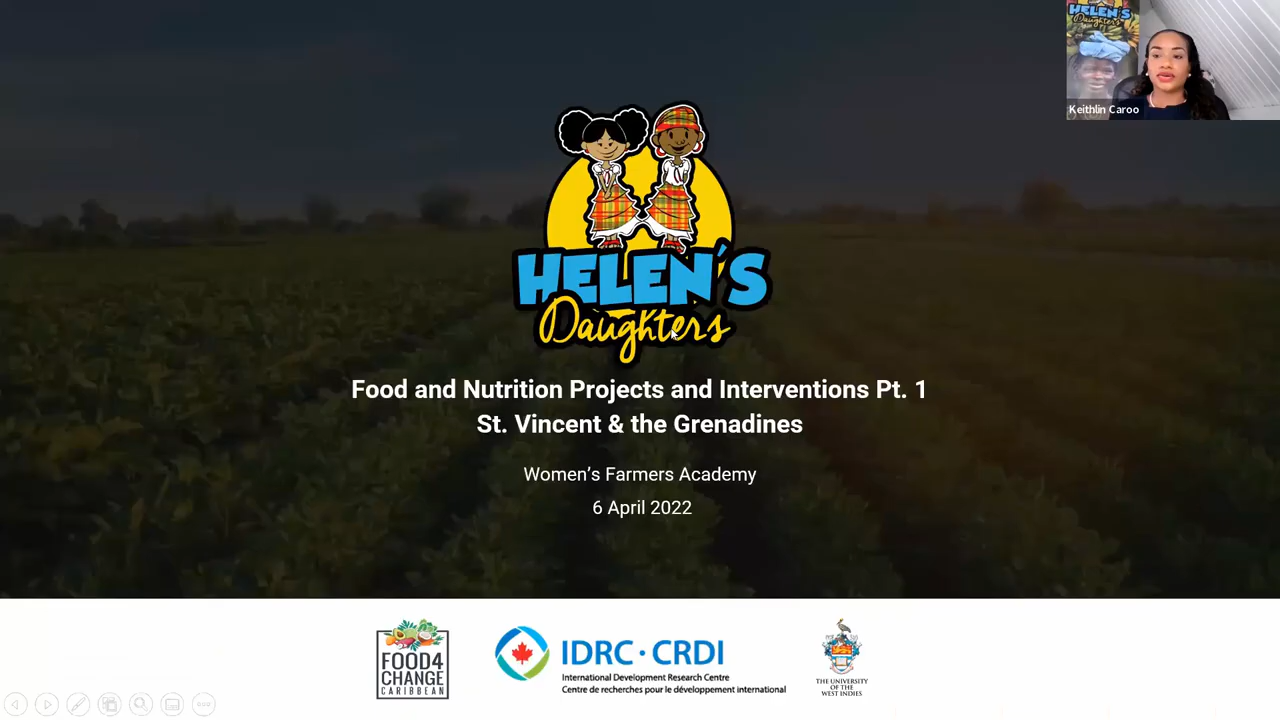 HELEN'S
Daughters
Keithlin Caroo
HELEN'S
Daughters
Food and Nutrition Projects and Interventions Pt. 1
St. Vincent & the Grenadines
Women's Farmers Academy
6 April 2022
FOOD4
CHANGE
CARIBBEAN
IDRC · CRDI
International Development Research Centre
Centre de recherches pour le développement international
THE UNIVERSITY
OF THE
WEST INDIES